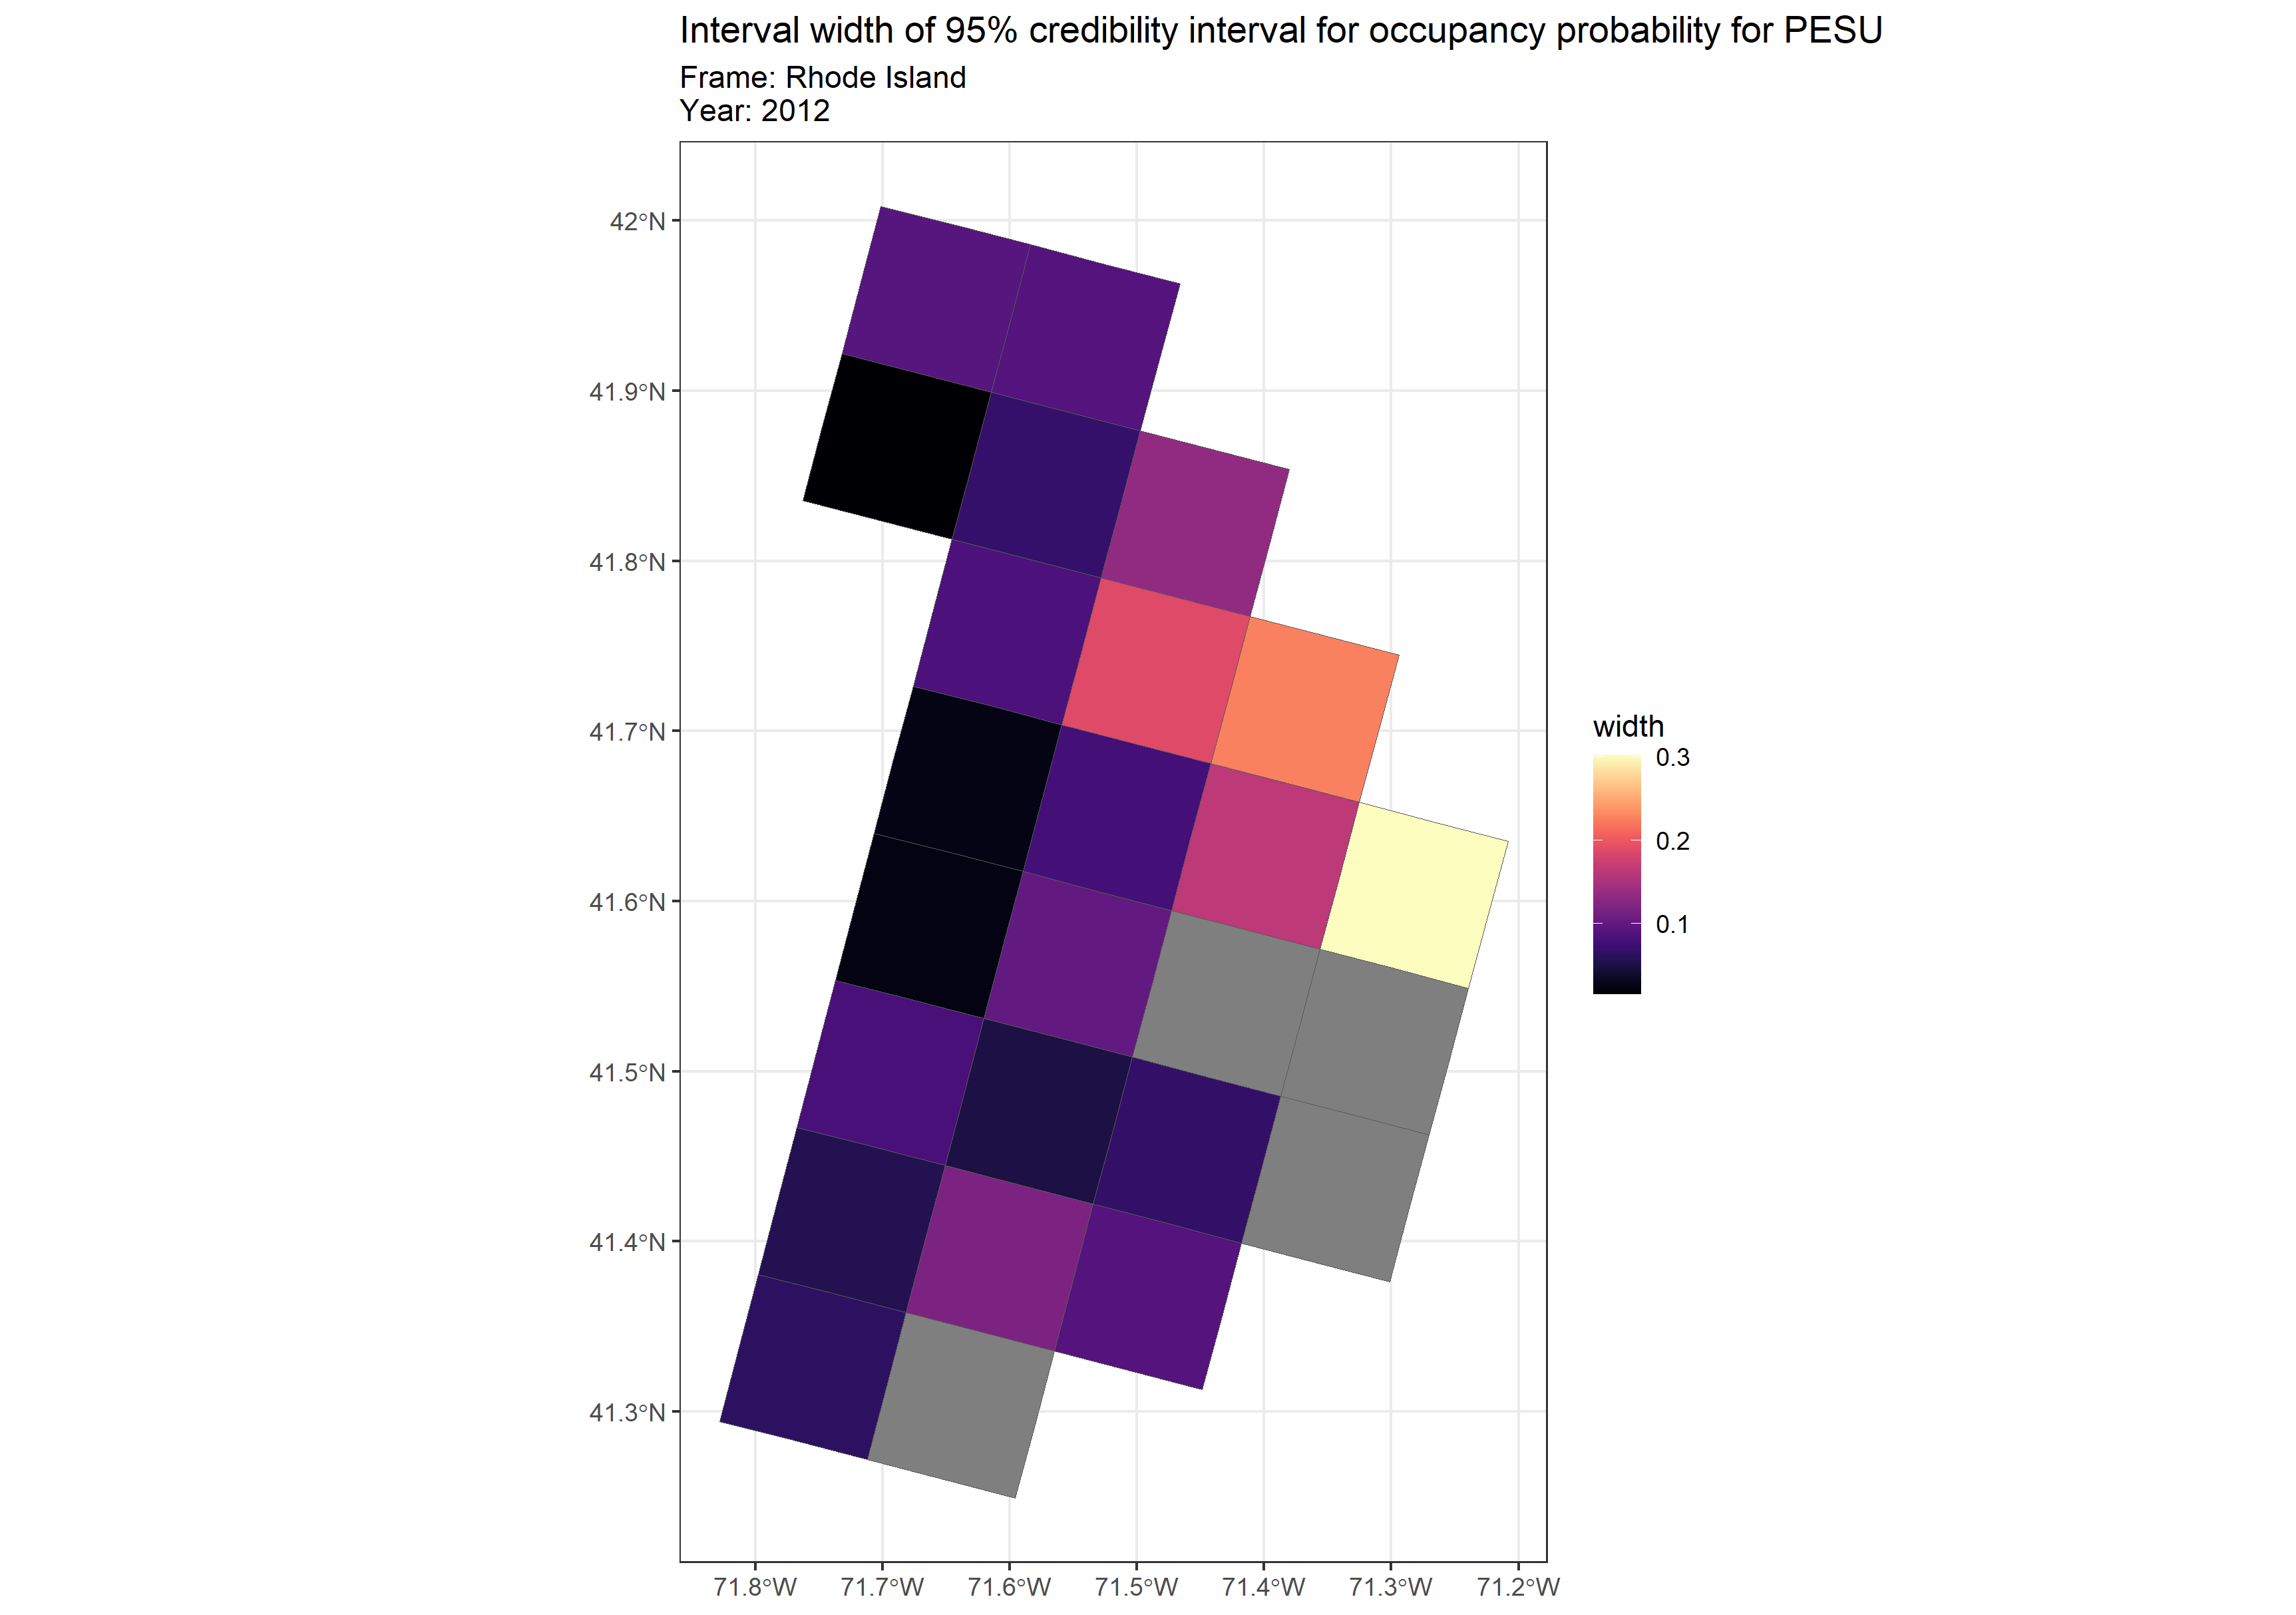 Interval width of 95% credibility interval for occupancy probability for PESU
Frame: Rhode Island
Year: 2012
42°N
41.9°N
41.8°N
41.7°N
41.6°N
41.5°N
41.4°N
41.3°N
71.8°W 71.7°W 71.6°W 71.5°W 71.4°W 71.3°W 71.2°W
width
0.3
0.2
0.1